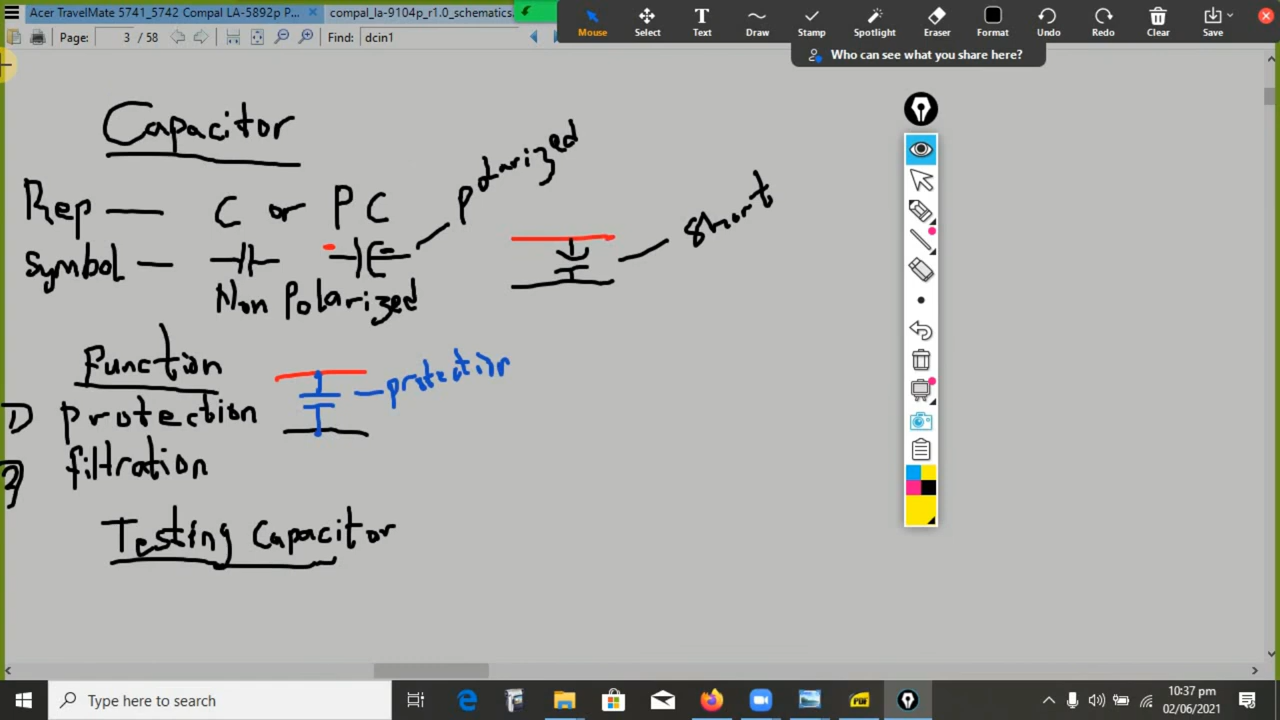 Acer TravelMate 5741_5742 Compal LA-5892p P...
compal_la-9104p_r1.0_schematics.
Mouse Select Text Draw Stamp Spotlight Eraser Format Undo Redo Clear Save
Page: 3 / 58 Find: dcin1
Who can see what you share here?
Capacitor
Rep — C or PC
Polarized
Short
Symbol —
Non Polarized
Function
1) protection
protection
2) filtration
Testing Capacitor
Type here to search
10:37 pm
02/06/2021